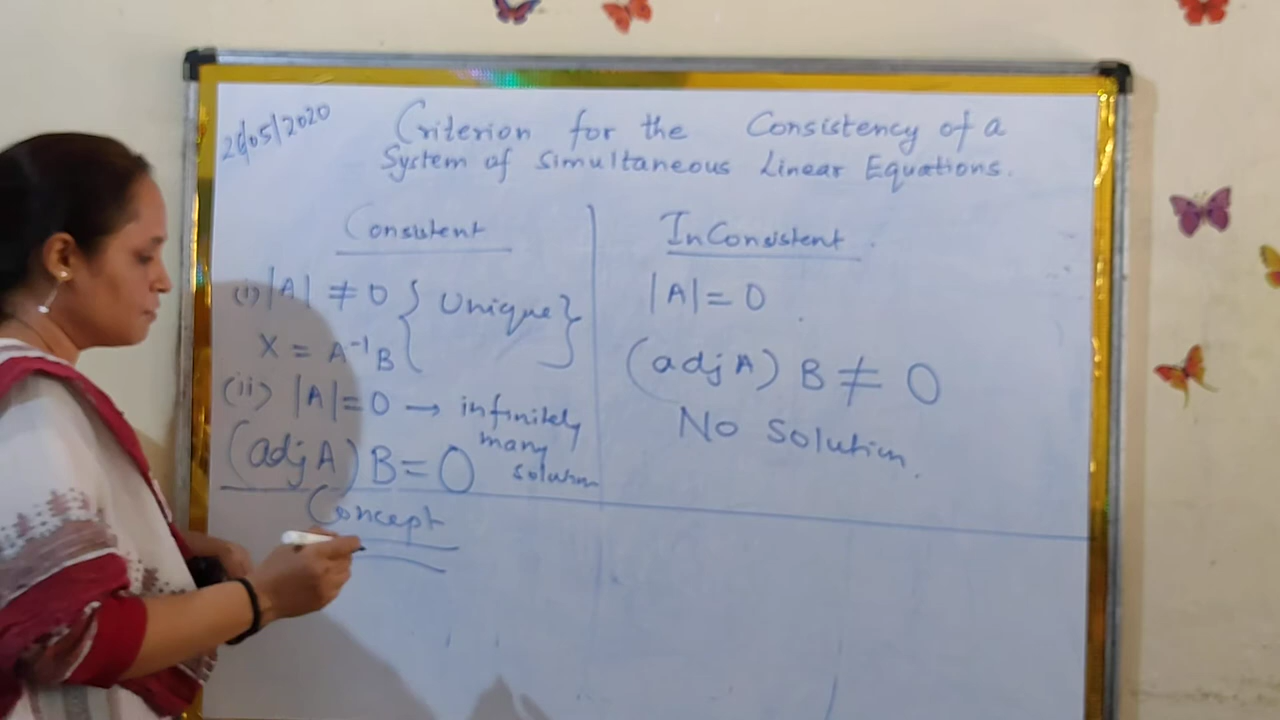 26/05/2020
Criterion for the Consistency of a
System of Simultaneous Linear Equations.
Consistent
(i) |A| ≠ 0 { Unique }
X = A⁻¹B
(ii) |A|=0 → infinitely
many
solution
(adj A) B = 0
InConsistent
|A| = 0
(adj A) B ≠ 0
No Solution.
Concept